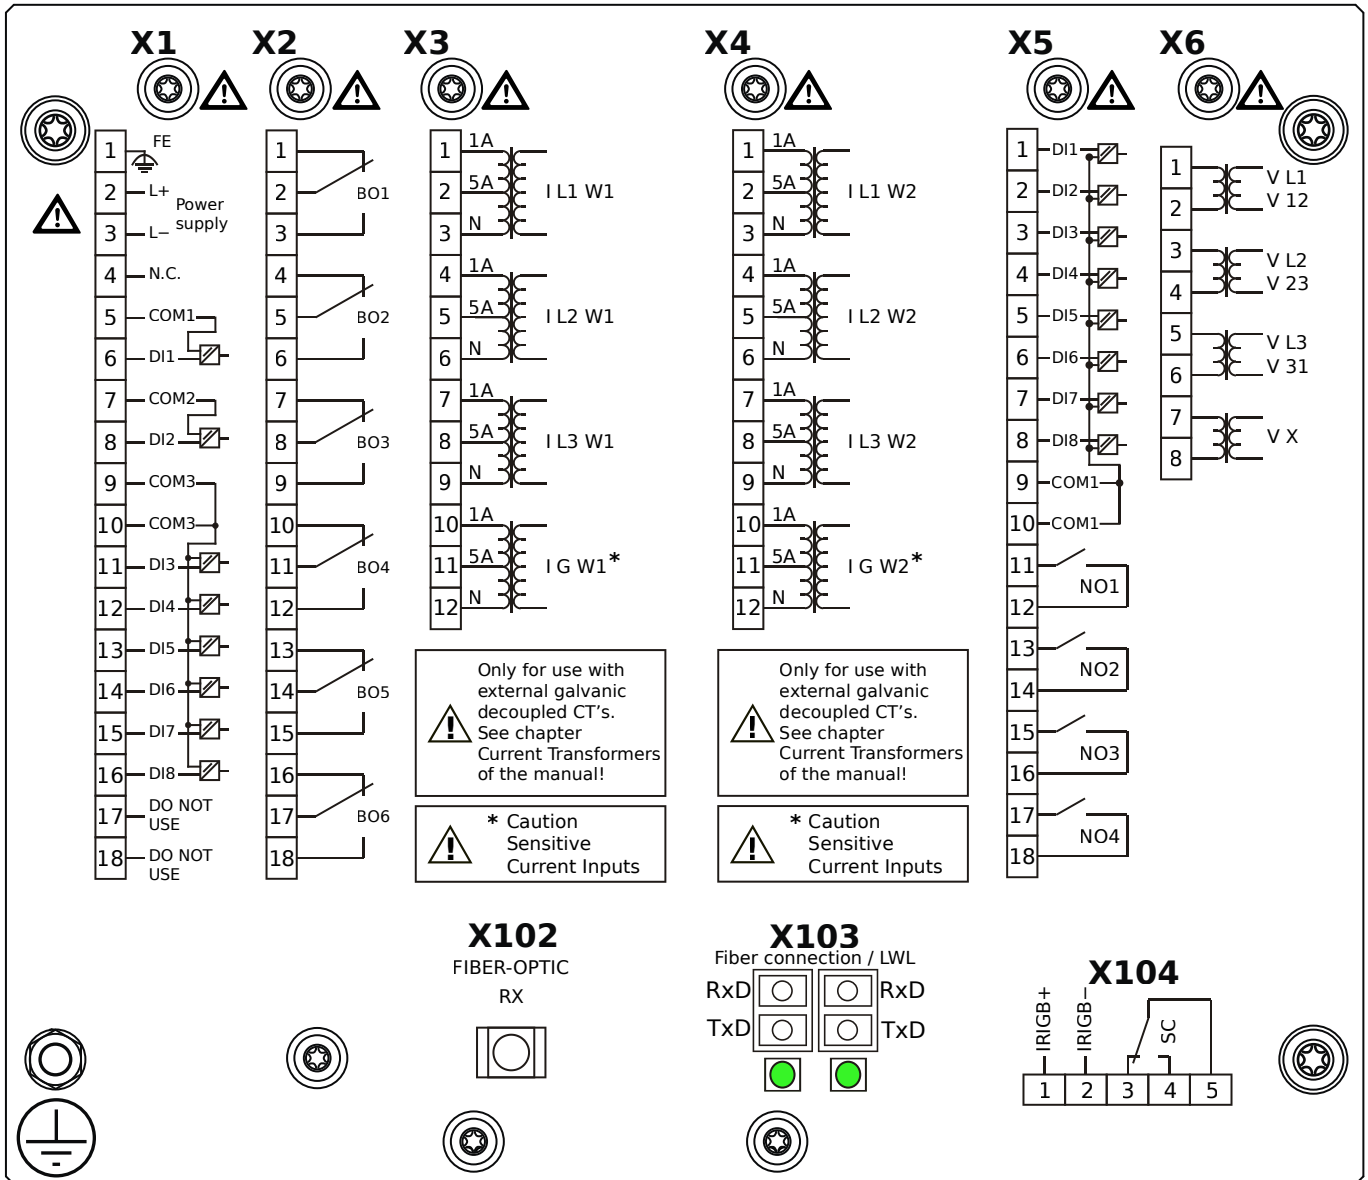 X1 X2 X3 X4 X5 X6
1 FE
2 L+
Power
supply
3 L−
4 N.C.
5 COM1
6 DI1
7 COM2
8 DI2
9 COM3
10 COM3
11 DI3
12 DI4
13 DI5
14 DI6
15 DI7
16 DI8
17 DO NOT
USE
18 DO NOT
USE
1
2 BO1
3
4
5 BO2
6
7
8 BO3
9
10
11 BO4
12
13
14 BO5
15
16
17 BO6
18
1 1A
2 5A I L1 W1
3 N
4 1A
5 5A I L2 W1
6 N
7 1A
8 5A I L3 W1
9 N
10 1A
11 5A I G W1*
12 N
Only for use with
external galvanic
decoupled CT's.
See chapter
Current Transformers
of the manual!
* Caution
Sensitive
Current Inputs
1 1A
2 5A I L1 W2
3 N
4 1A
5 5A I L2 W2
6 N
7 1A
8 5A I L3 W2
9 N
10 1A
11 5A I G W2*
12 N
Only for use with
external galvanic
decoupled CT's.
See chapter
Current Transformers
of the manual!
* Caution
Sensitive
Current Inputs
1 DI1
2 DI2
3 DI3
4 DI4
5 DI5
6 DI6
7 DI7
8 DI8
9 COM1
10 COM1
11
NO1
12
13
NO2
14
15
NO3
16
17
NO4
18
1 V L1
2 V 12
3 V L2
4 V 23
5 V L3
6 V 31
7
V X
8
X102
FIBER-OPTIC
RX
X103
Fiber connection / LWL
RxD RxD
TxD TxD
X104
IRIGB+ IRIGB− SC
1 2 3 4 5